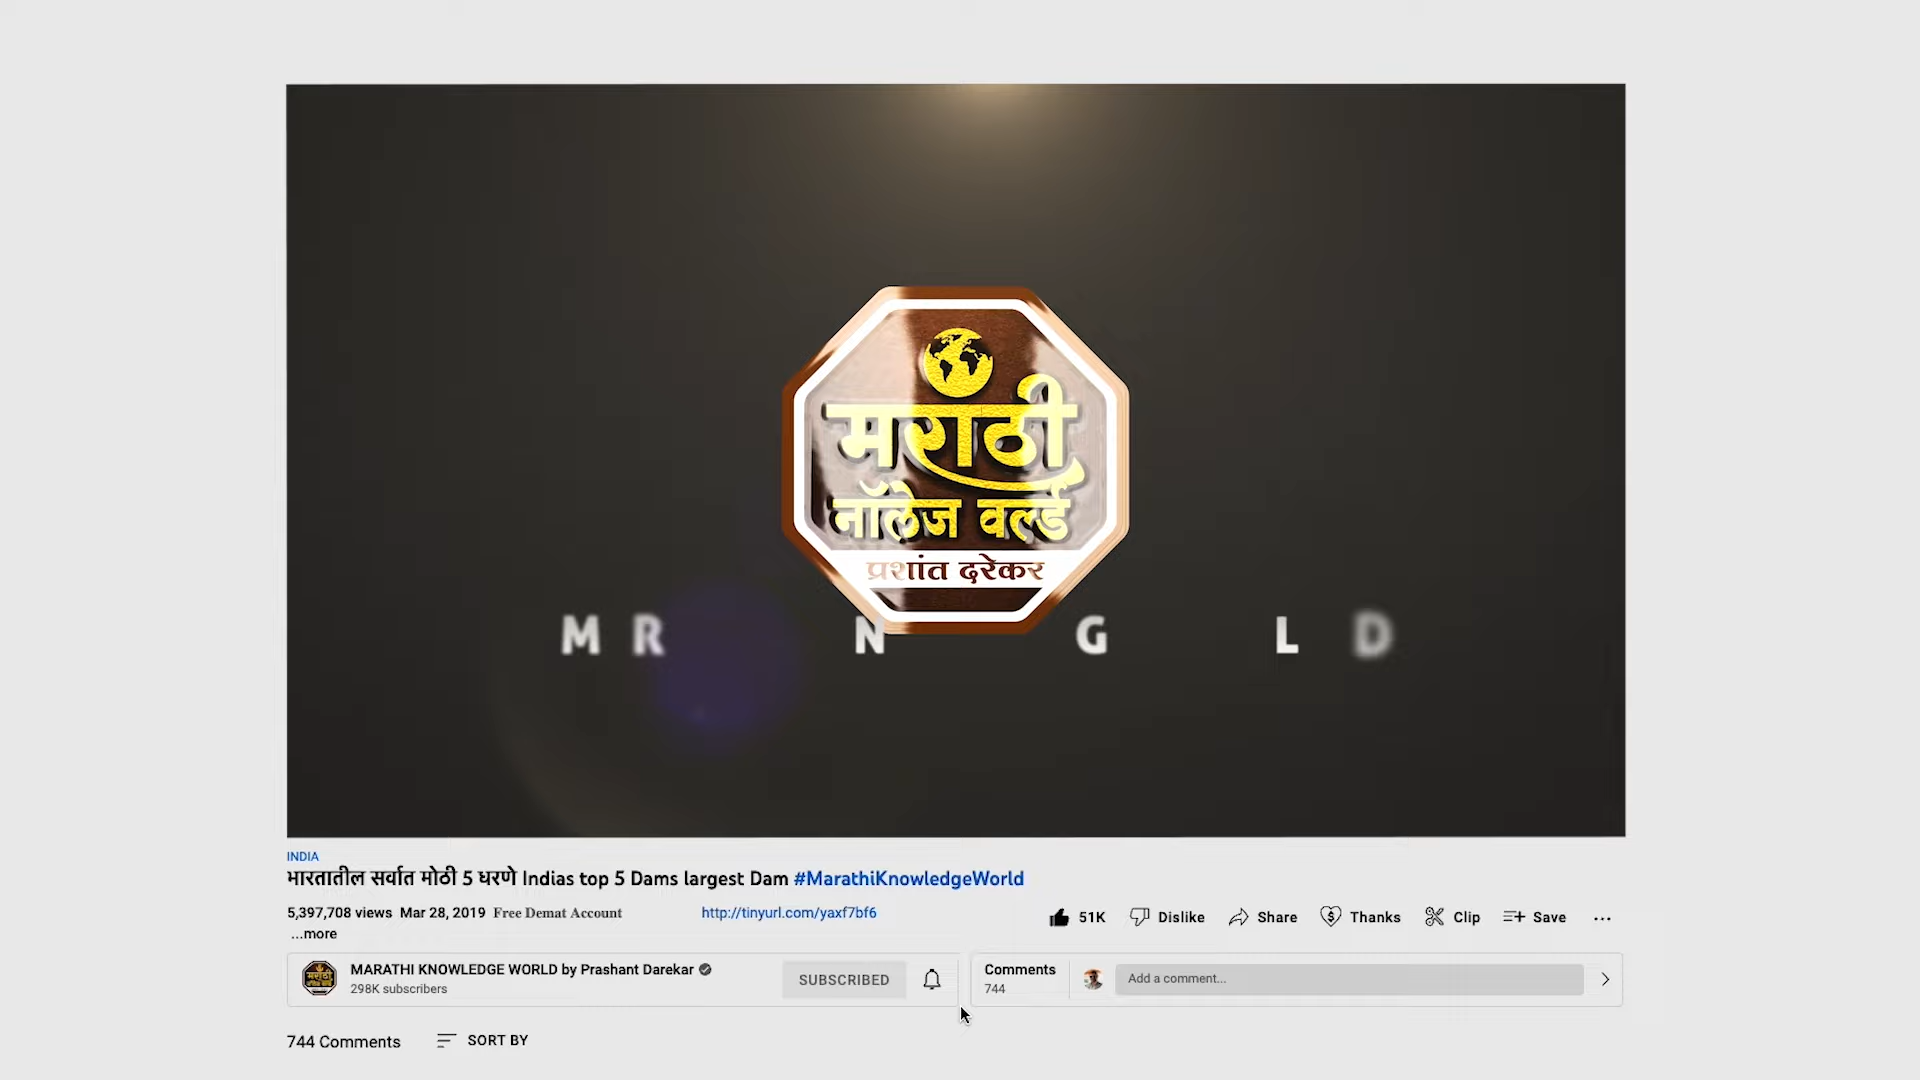 मराठी
नॉलेज वर्ल्ड
प्रशांत दरेकर
M R N G L D
INDIA
भारतातील सर्वात मोठी 5 धरणे Indias top 5 Dams largest Dam #MarathiKnowledgeWorld
5,397,708 views Mar 28, 2019 Free Demat Account http://tinyurl.com/yaxf7bf6
...more
51K Dislike Share Thanks Clip Save
MARATHI KNOWLEDGE WORLD by Prashant Darekar
298K subscribers
SUBSCRIBED
Comments
744
Add a comment...
744 Comments SORT BY